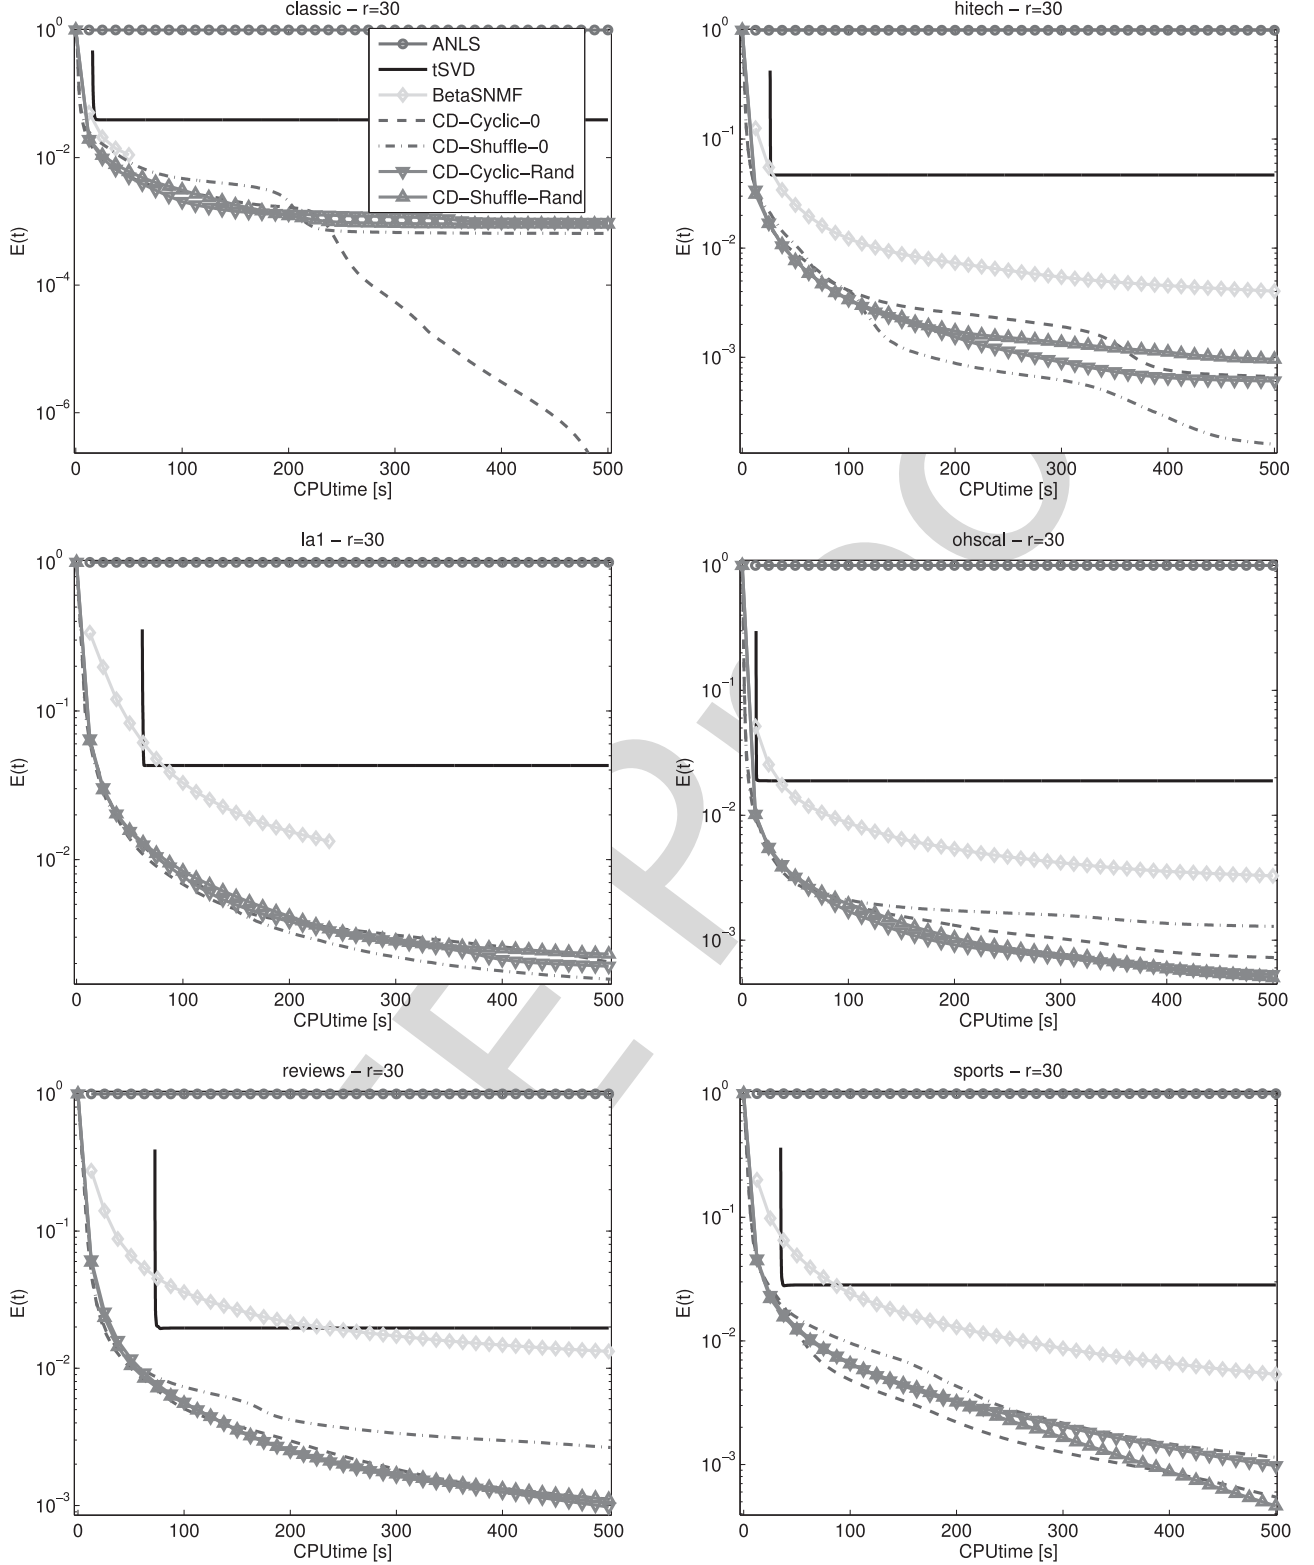 classic – r=30
10^0
10^−2
10^−4
10^−6
E(t)
0 100 200 300 400 500
CPUtime [s]
ANLS
tSVD
BetaSNMF
CD−Cyclic−0
CD−Shuffle−0
CD−Cyclic−Rand
CD−Shuffle−Rand
hitech – r=30
10^0
10^−1
10^−2
10^−3
E(t)
0 100 200 300 400 500
CPUtime [s]
la1 – r=30
10^0
10^−1
10^−2
E(t)
0 100 200 300 400 500
CPUtime [s]
ohscal – r=30
10^0
10^−1
10^−2
10^−3
E(t)
0 100 200 300 400 500
CPUtime [s]
reviews – r=30
10^0
10^−1
10^−2
10^−3
E(t)
0 100 200 300 400 500
CPUtime [s]
sports – r=30
10^0
10^−1
10^−2
10^−3
E(t)
0 100 200 300 400 500
CPUtime [s]